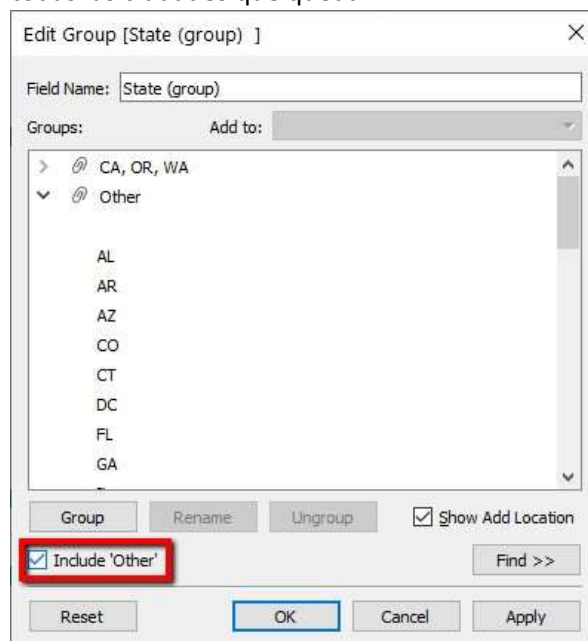 Edit Group [State (group) ]
Field Name: State (group)
Groups: Add to:
CA, OR, WA
Other
AL
AR
AZ
CO
CT
DC
FL
GA
Group Rename Ungroup Show Add Location
Include 'Other' Find >>
Reset OK Cancel Apply